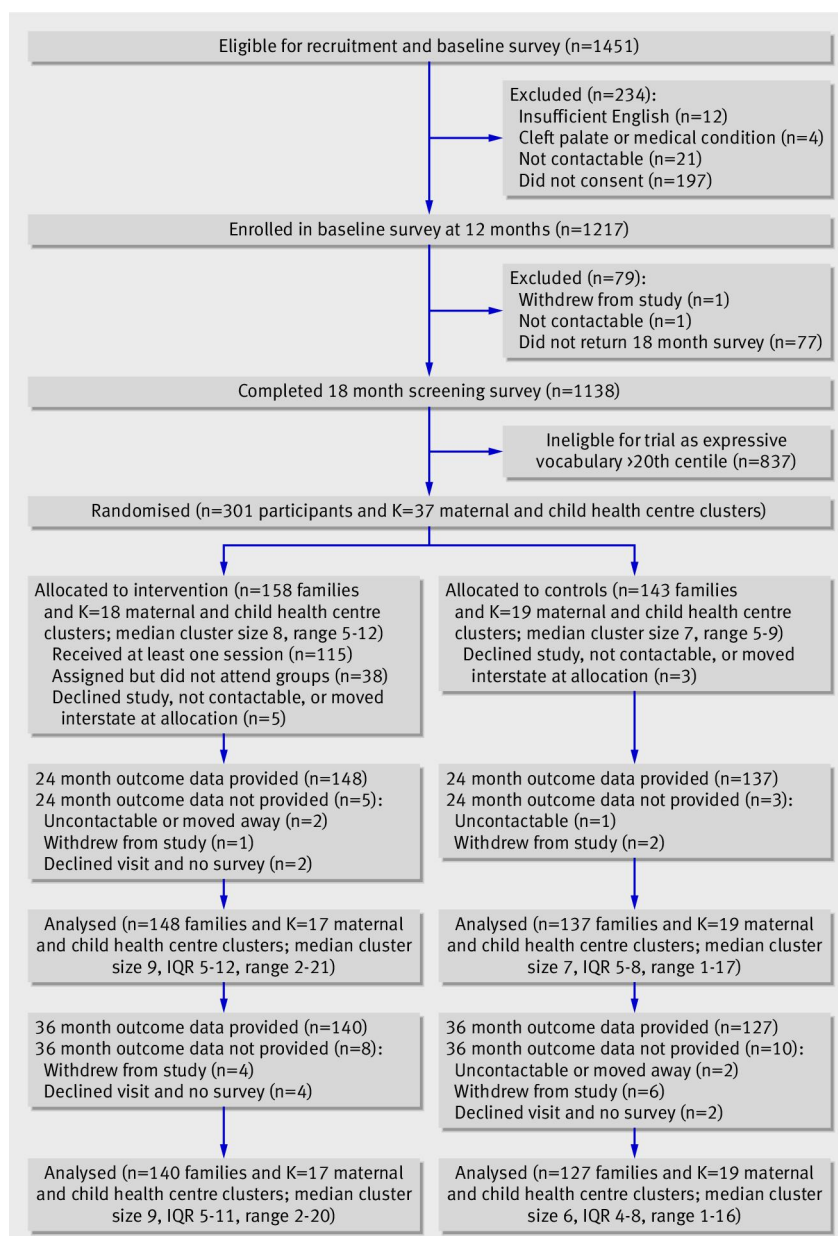 Eligible for recruitment and baseline survey (n=1451)
Excluded (n=234):
Insufficient English (n=12)
Cleft palate or medical condition (n=4)
Not contactable (n=21)
Did not consent (n=197)
Enrolled in baseline survey at 12 months (n=1217)
Excluded (n=79):
Withdrew from study (n=1)
Not contactable (n=1)
Did not return 18 month survey (n=77)
Completed 18 month screening survey (n=1138)
Ineligble for trial as expressive
vocabulary >20th centile (n=837)
Randomised (n=301 participants and K=37 maternal and child health centre clusters)
Allocated to intervention (n=158 families
and K=18 maternal and child health centre
clusters; median cluster size 8, range 5-12)
Received at least one session (n=115)
Assigned but did not attend groups (n=38)
Declined study, not contactable, or moved
interstate at allocation (n=5)
Allocated to controls (n=143 families
and K=19 maternal and child health centre
clusters; median cluster size 7, range 5-9)
Declined study, not contactable, or moved
interstate at allocation (n=3)
24 month outcome data provided (n=148)
24 month outcome data not provided (n=5):
Uncontactable or moved away (n=2)
Withdrew from study (n=1)
Declined visit and no survey (n=2)
24 month outcome data provided (n=137)
24 month outcome data not provided (n=3):
Uncontactable (n=1)
Withdrew from study (n=2)
Analysed (n=148 families and K=17 maternal
and child health centre clusters; median cluster
size 9, IQR 5-12, range 2-21)
Analysed (n=137 families and K=19 maternal
and child health centre clusters; median cluster
size 7, IQR 5-8, range 1-17)
36 month outcome data provided (n=140)
36 month outcome data not provided (n=8):
Withdrew from study (n=4)
Declined visit and no survey (n=4)
36 month outcome data provided (n=127)
36 month outcome data not provided (n=10):
Uncontactable or moved away (n=2)
Withdrew from study (n=6)
Declined visit and no survey (n=2)
Analysed (n=140 families and K=17 maternal
and child health centre clusters; median cluster
size 9, IQR 5-11, range 2-20)
Analysed (n=127 families and K=19 maternal
and child health centre clusters; median cluster
size 6, IQR 4-8, range 1-16)